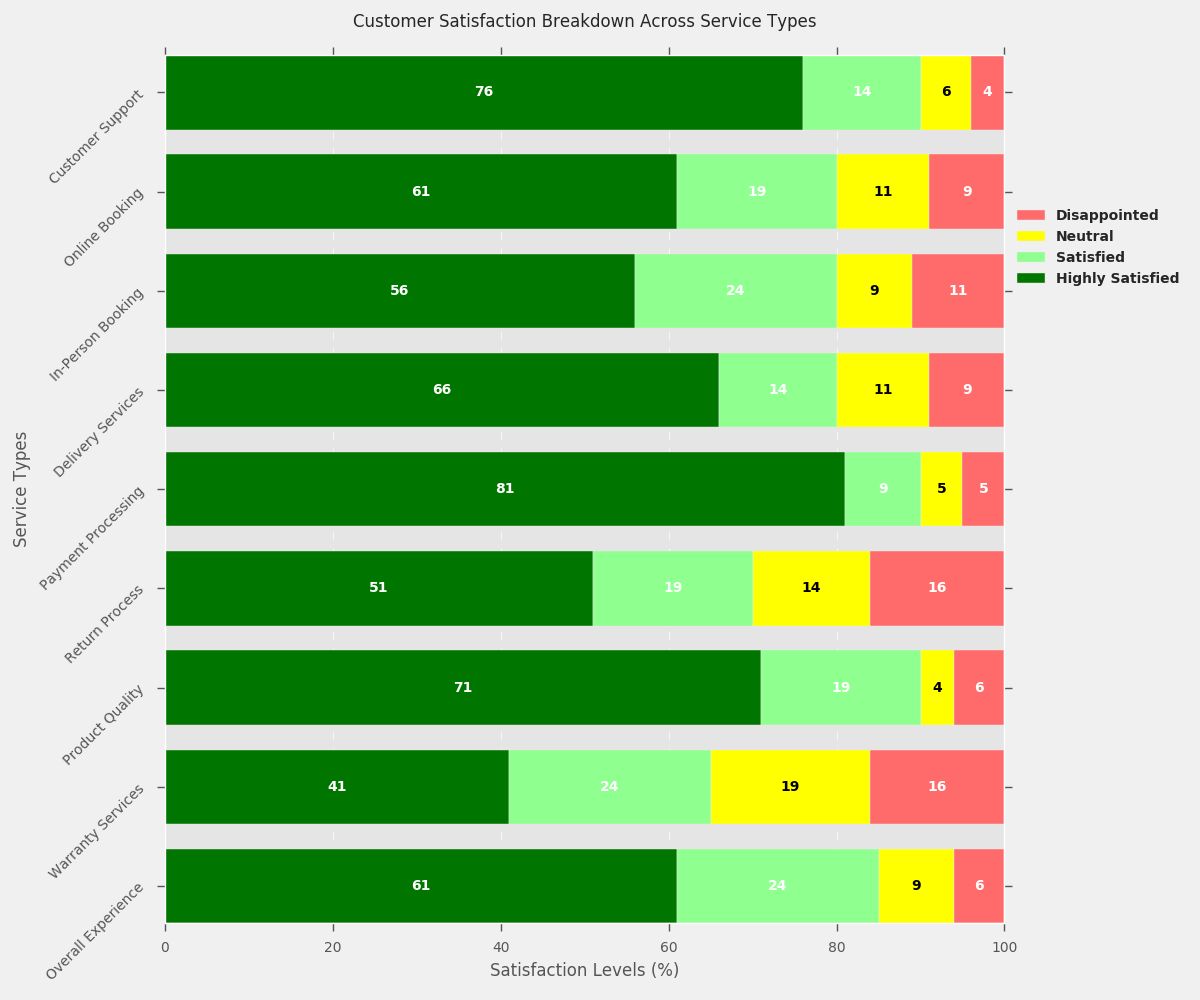 Customer Satisfaction Breakdown Across Service Types
Customer Support
76 14 6 4
Online Booking
61 19 11 9
In-Person Booking
56 24 9 11
Delivery Services
66 14 11 9
Payment Processing
81 9 5 5
Return Process
51 19 14 16
Product Quality
71 19 4 6
Warranty Services
41 24 19 16
Overall Experience
61 24 9 6
Service Types
0 20 40 60 80 100
Satisfaction Levels (%)
Disappointed
Neutral
Satisfied
Highly Satisfied